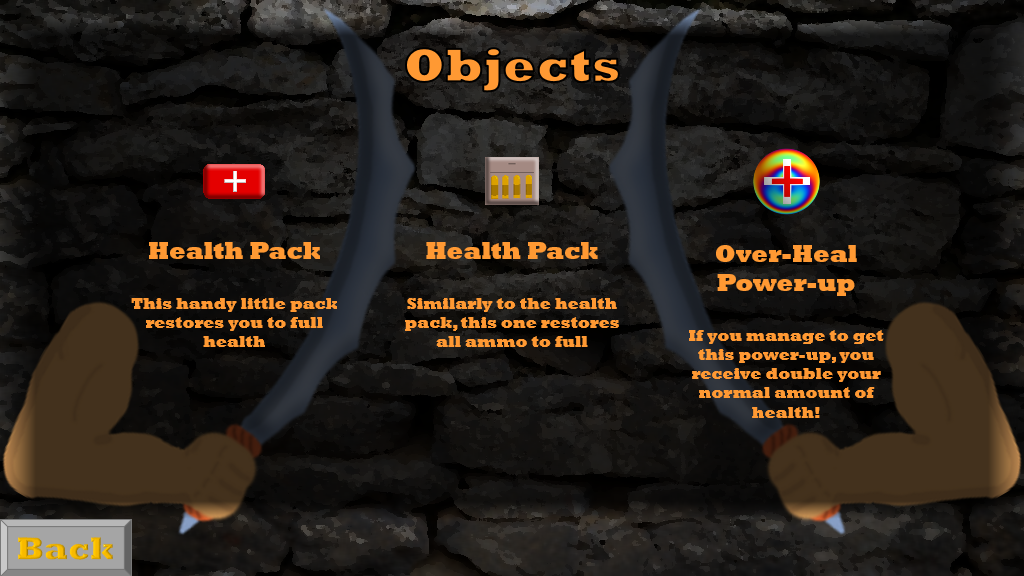 Objects
Health Pack
This handy little pack
restores you to full
health
Health Pack
Similarly to the health
pack, this one restores
all ammo to full
Over-Heal
Power-up
If you manage to get
this power-up, you
receive double your
normal amount of
health!
Back